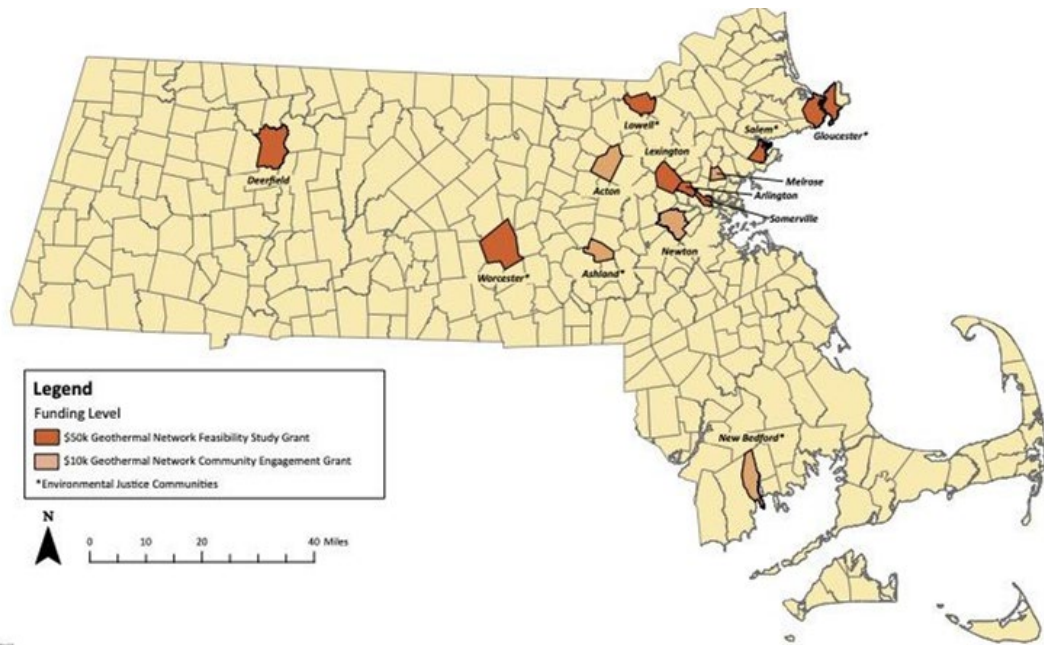 Lowell*
Salem*
Gloucester*
Lexington
Deerfield
Acton
Melrose
Arlington
Somerville
Newton
Worcester*
Ashland*
New Bedford*
Legend
Funding Level
$50k Geothermal Network Feasibility Study Grant
$10k Geothermal Network Community Engagement Grant
*Environmental Justice Communities
N
0 10 20 40 Miles